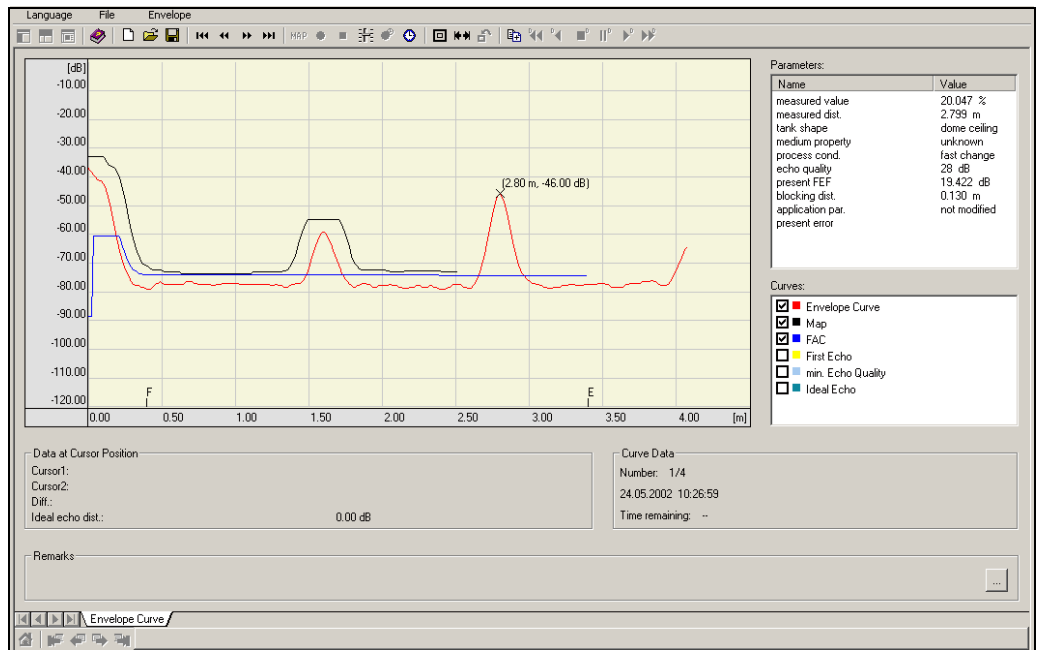 Language File Envelope
MAP
[dB]
-10.00
-20.00
-30.00
-40.00
-50.00
-60.00
-70.00
-80.00
-90.00
-100.00
-110.00
-120.00
(2.80 m, -46.00 dB)
F
E
0.00 0.50 1.00 1.50 2.00 2.50 3.00 3.50 4.00 [m]
Parameters:
Name Value
measured value 20.047 %
measured dist. 2.799 m
tank shape dome ceiling
medium property unknown
process cond. fast change
echo quality 28 dB
present FEF 19.422 dB
blocking dist. 0.130 m
application par. not modified
present error
Curves:
Envelope Curve
Map
FAC
First Echo
min. Echo Quality
Ideal Echo
Data at Cursor Position
Cursor1:
Cursor2:
Diff.:
Ideal echo dist.: 0.00 dB
Curve Data
Number: 1/4
24.05.2002 10:26:59
Time remaining: --
Remarks
...
Envelope Curve